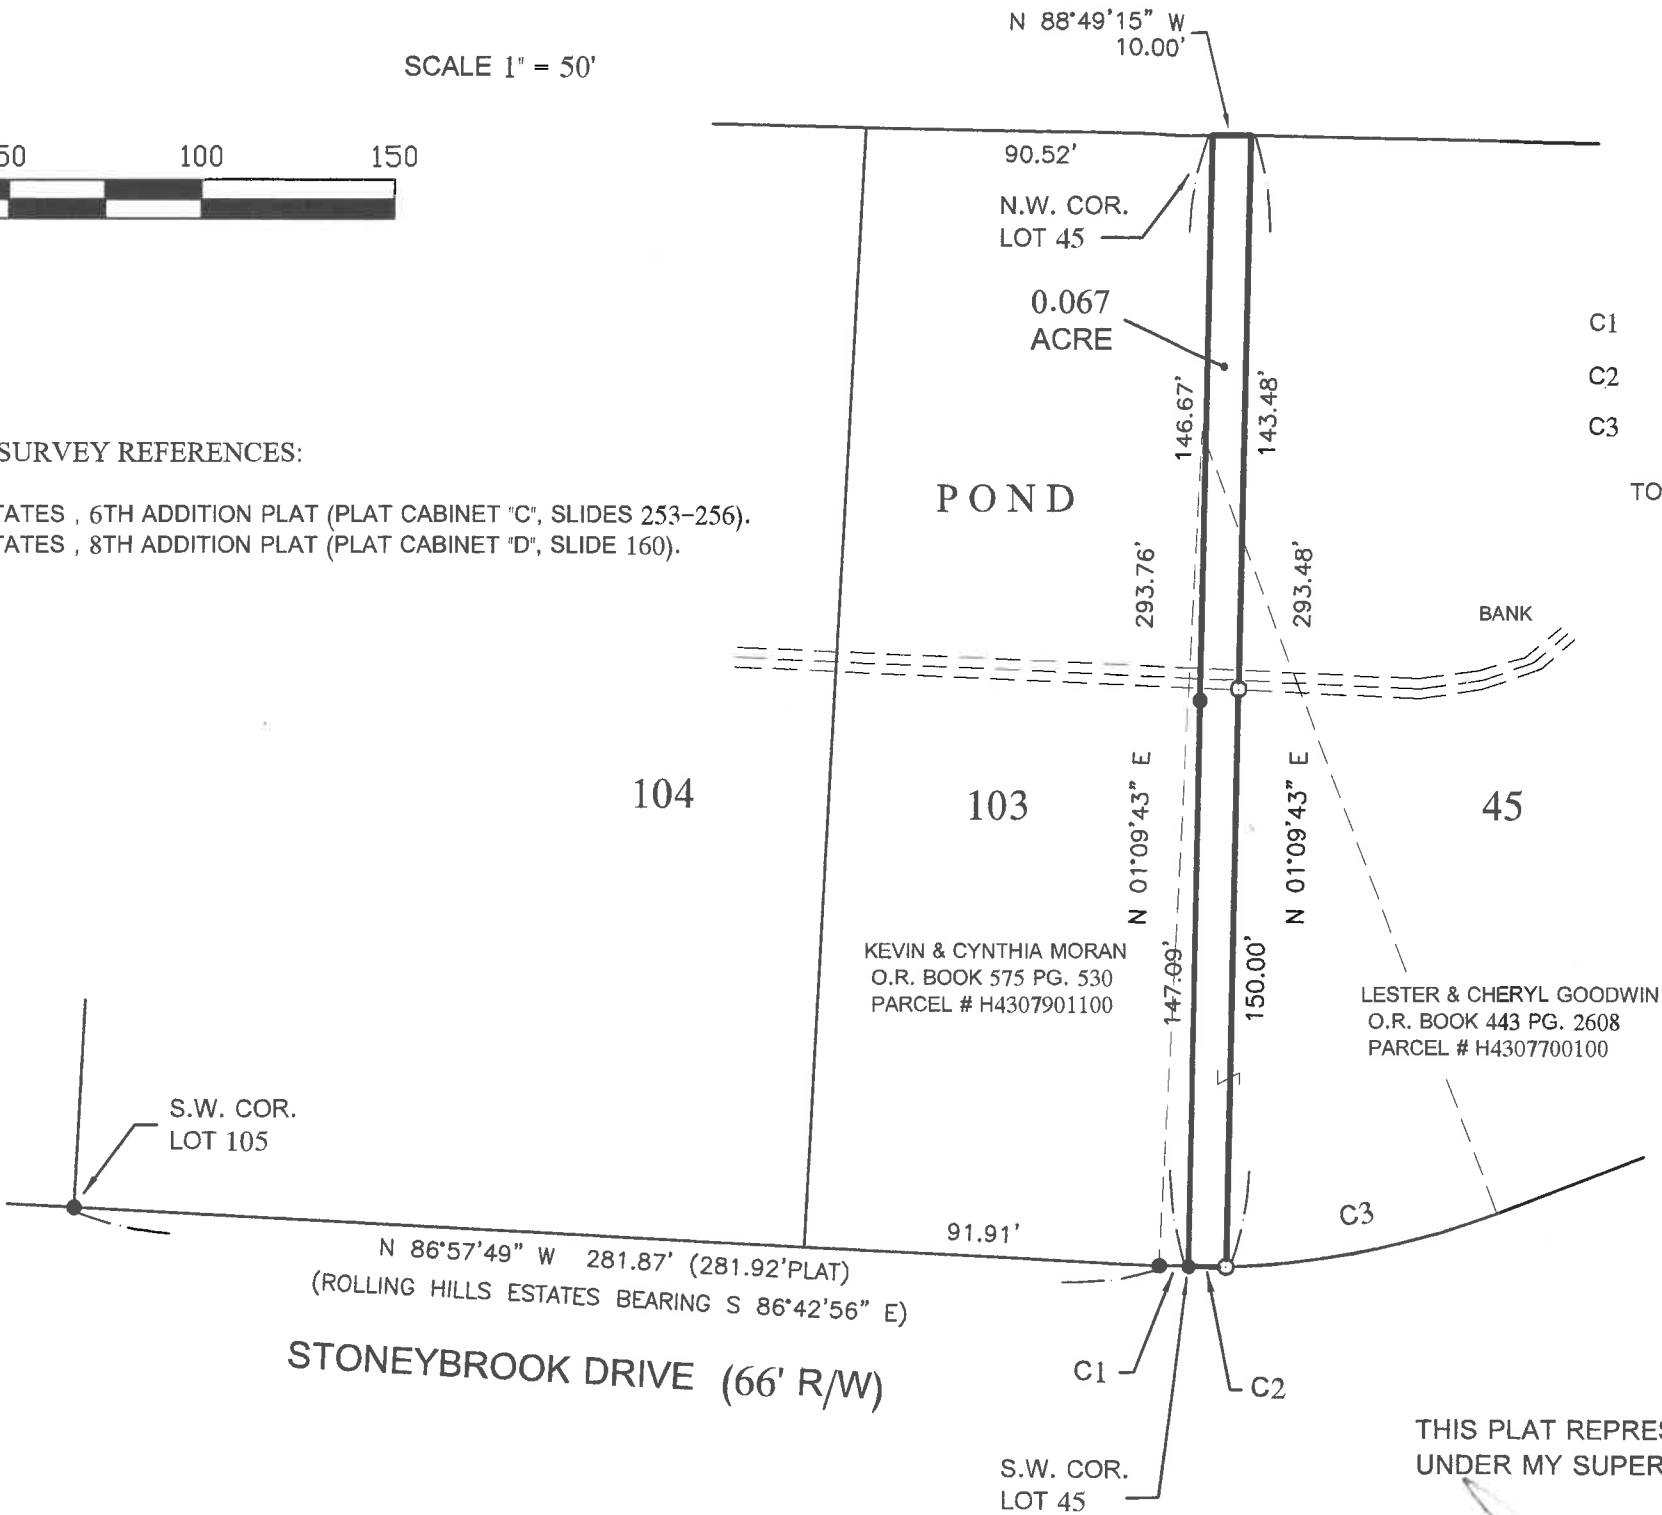 N 88°49'15" W
10.00'
SCALE 1" = 50'
50 100 150
90.52'
N.W. COR.
LOT 45
0.067
ACRE
C1
C2
C3
146.67'
143.48'
SURVEY REFERENCES:
TO
POND
TATES , 6TH ADDITION PLAT (PLAT CABINET "C", SLIDES 253-256).
TATES , 8TH ADDITION PLAT (PLAT CABINET "D", SLIDE 160).
293.76'
293.48'
BANK
104
103
45
N 01°09'43" E
N 01°09'43" E
KEVIN & CYNTHIA MORAN
O.R. BOOK 575 PG. 530
PARCEL # H4307901100
147.09'
150.00'
LESTER & CHERYL GOODWIN
O.R. BOOK 443 PG. 2608
PARCEL # H4307700100
S.W. COR.
LOT 105
C3
91.91'
N 86°57'49" W 281.87' (281.92'PLAT)
(ROLLING HILLS ESTATES BEARING S 86°42'56" E)
STONEYBROOK DRIVE (66' R/W)
C1
C2
S.W. COR.
LOT 45
THIS PLAT REPRES
UNDER MY SUPER